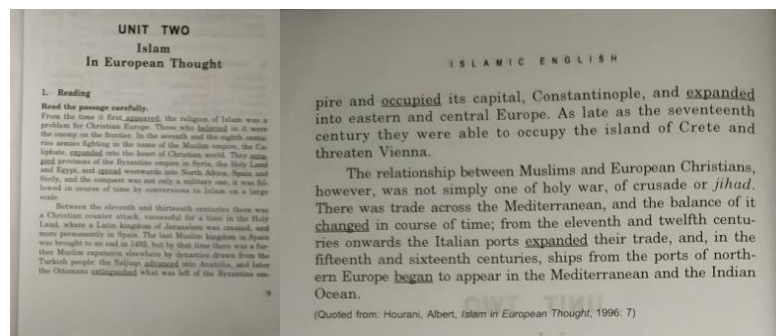 UNIT TWO
Islam
In European Thought
1. Reading
Read the passage carefully.
From the time it first appeared, the religion of Islam was a
problem for Christian Europe. Those who believed in it were
the enemy on the frontier. In the seventh and the eighth centu-
ries armies fighting in the name of the Muslim empire, the Ca-
liphate, expanded into the heart of Christian world. They occu-
pied provinces of the Byzantine empire in Syria, the Holy Land
and Egypt, and spread westwards into North Africa, Spain and
Sicily, and the conquest was not only a military one, it was fol-
lowed in course of time by conversions to Islam on a large
scale.
Between the eleventh and thirteenth centuries there was
a Christian counter attack, successful for a time in the Holy
Land, where a Latin kingdom of Jerusalem was created, and
more permanently in Spain. The last Muslim kingdom in Spain
was brought to an end in 1492, but by that time there was a fur-
ther Muslim expansion elsewhere by dynasties drawn from the
Turkish people: the Saljuqs advanced into Anatolia, and later
the Ottomans extinguished what was left of the Byzantine em-
9
ISLAMIC ENGLISH
pire and occupied its capital, Constantinople, and expanded
into eastern and central Europe. As late as the seventeenth
century they were able to occupy the island of Crete and
threaten Vienna.
The relationship between Muslims and European Christians,
however, was not simply one of holy war, of crusade or jihad.
There was trade across the Mediterranean, and the balance of it
changed in course of time; from the eleventh and twelfth centu-
ries onwards the Italian ports expanded their trade, and, in the
fifteenth and sixteenth centuries, ships from the ports of north-
ern Europe began to appear in the Mediterranean and the Indian
Ocean.
(Quoted from: Hourani, Albert, Islam in European Thought, 1996: 7)